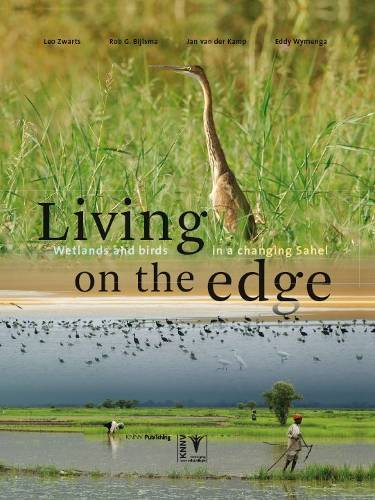 Leo Zwarts Rob G. Bijlsma Jan van der Kamp Eddy Wymenga
Living
Wetlands and birds in a changing Sahel
on the edge
KNNV Publishing
KNNV